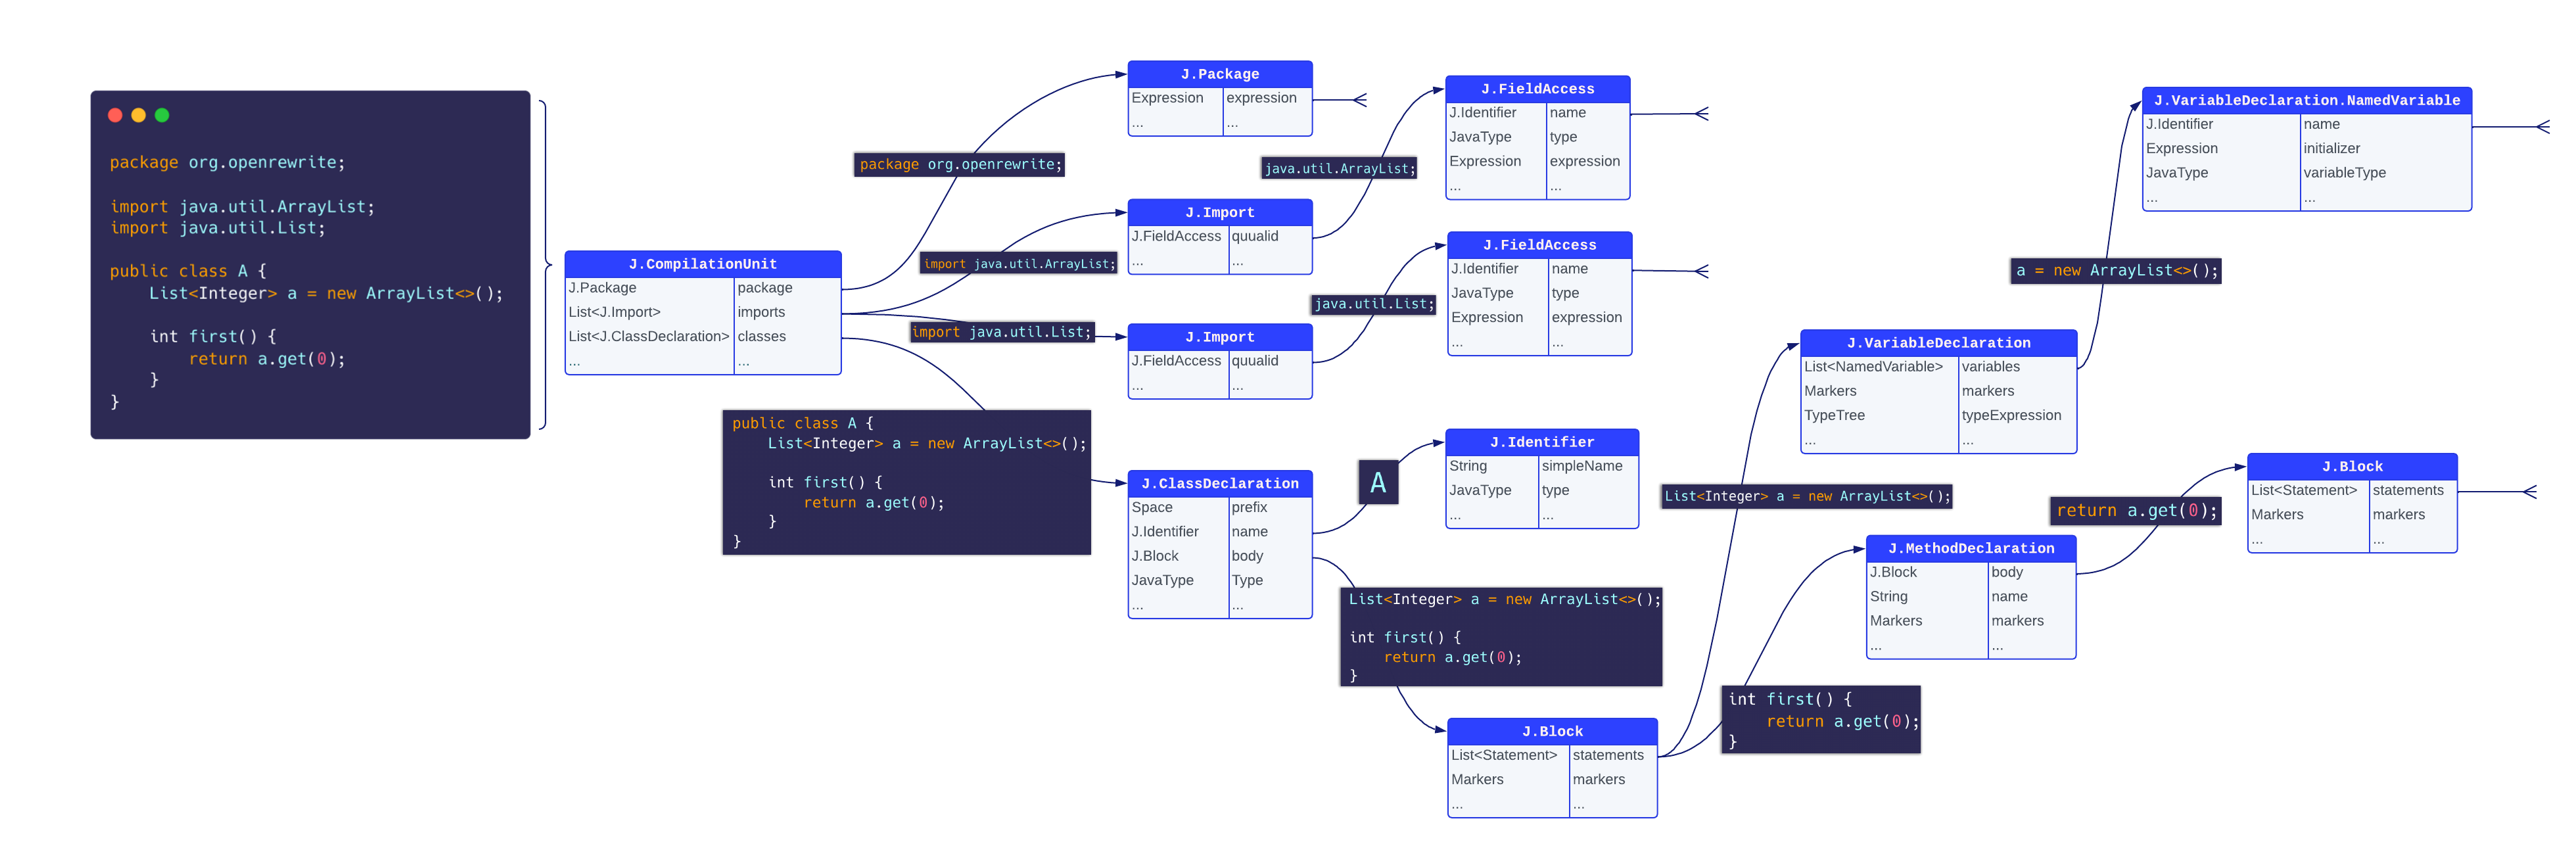 package org.openrewrite;
import java.util.ArrayList;
import java.util.List;
public class A {
    List<Integer> a = new ArrayList<>();
    int first() {
        return a.get(0);
    }
}
J.CompilationUnit
J.Package package
List<J.Import> imports
List<J.ClassDeclaration> classes
... ...
package org.openrewrite;
import java.util.ArrayList;
import java.util.List;
public class A {
    List<Integer> a = new ArrayList<>();
    int first() {
        return a.get(0);
    }
}
J.Package
Expression expression
... ...
J.Import
J.FieldAccess quualid
... ...
J.Import
J.FieldAccess quualid
... ...
J.ClassDeclaration
Space prefix
J.Identifier name
J.Block body
JavaType Type
... ...
java.util.ArrayList;
java.util.List;
A
List<Integer> a = new ArrayList<>();
int first() {
    return a.get(0);
}
J.FieldAccess
J.Identifier name
JavaType type
Expression expression
... ...
J.FieldAccess
J.Identifier name
JavaType type
Expression expression
... ...
J.Identifier
String simpleName
JavaType type
... ...
J.Block
List<Statement> statements
Markers markers
... ...
List<Integer> a = new ArrayList<>();
int first() {
    return a.get(0);
}
J.VariableDeclaration
List<NamedVariable> variables
Markers markers
TypeTree typeExpression
... ...
J.MethodDeclaration
J.Block body
String name
Markers markers
... ...
a = new ArrayList<>();
return a.get(0);
J.VariableDeclaration.NamedVariable
J.Identifier name
Expression initializer
JavaType variableType
... ...
J.Block
List<Statement> statements
Markers markers
... ...